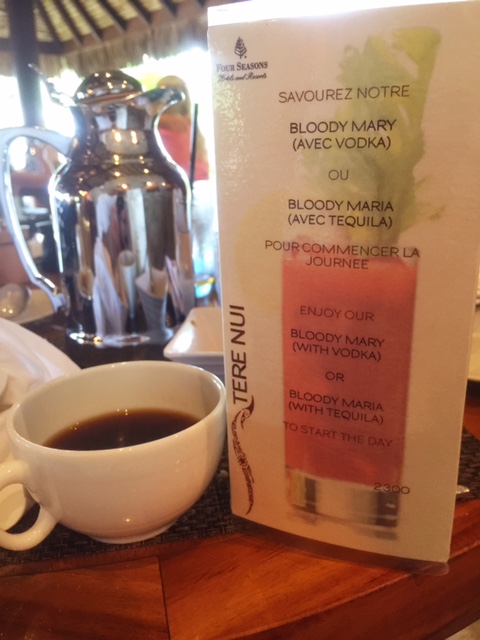 FOUR SEASONS
Hotels and Resorts
SAVOUREZ NOTRE
BLOODY MARY
(AVEC VODKA)
OU
BLOODY MARIA
(AVEC TEQUILA)
POUR COMMENCER LA
JOURNEE
ENJOY OUR
BLOODY MARY
(WITH VODKA)
OR
BLOODY MARIA
(WITH TEQUILA)
TO START THE DAY
2300
TERE NUI